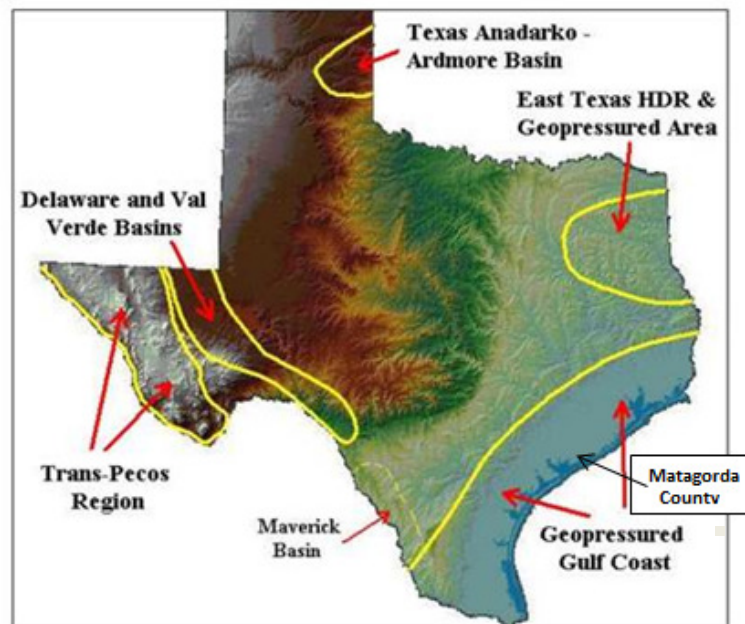 Texas Anadarko -
Ardmore Basin
East Texas HDR &
Geopressured Area
Delaware and Val
Verde Basins
Trans-Pecos
Region
Maverick
Basin
Matagorda
County
Geopressured
Gulf Coast